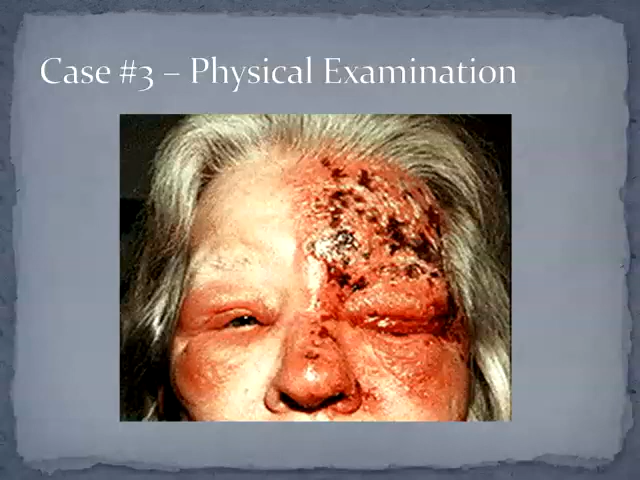 Case #3 – Physical Examination